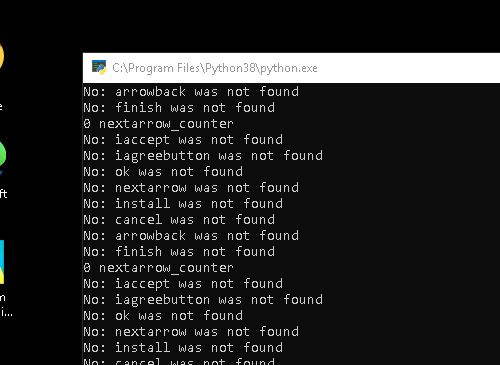 C:\Program Files\Python38\python.exe
No: arrowback was not found
No: finish was not found
0 nextarrow_counter
No: iaccept was not found
No: iagreebutton was not found
No: ok was not found
No: nextarrow was not found
No: install was not found
No: cancel was not found
No: arrowback was not found
No: finish was not found
0 nextarrow_counter
No: iaccept was not found
No: iagreebutton was not found
No: ok was not found
No: nextarrow was not found
No: install was not found
No: cancel was not found
e
ft
m
i...